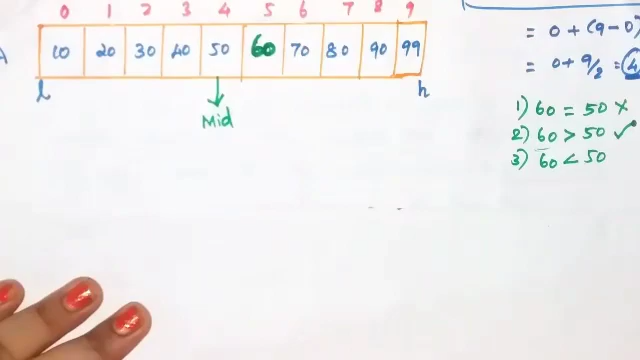 0 1 2 3 4 5 6 7 8 9
A 10 20 30 40 50 60 70 80 90 99
l h
Mid
= 0 + (9-0)
= 0 + 9/2 = 4
1) 60 = 50 ×
2) 60 > 50 ✓
3) 60 < 50